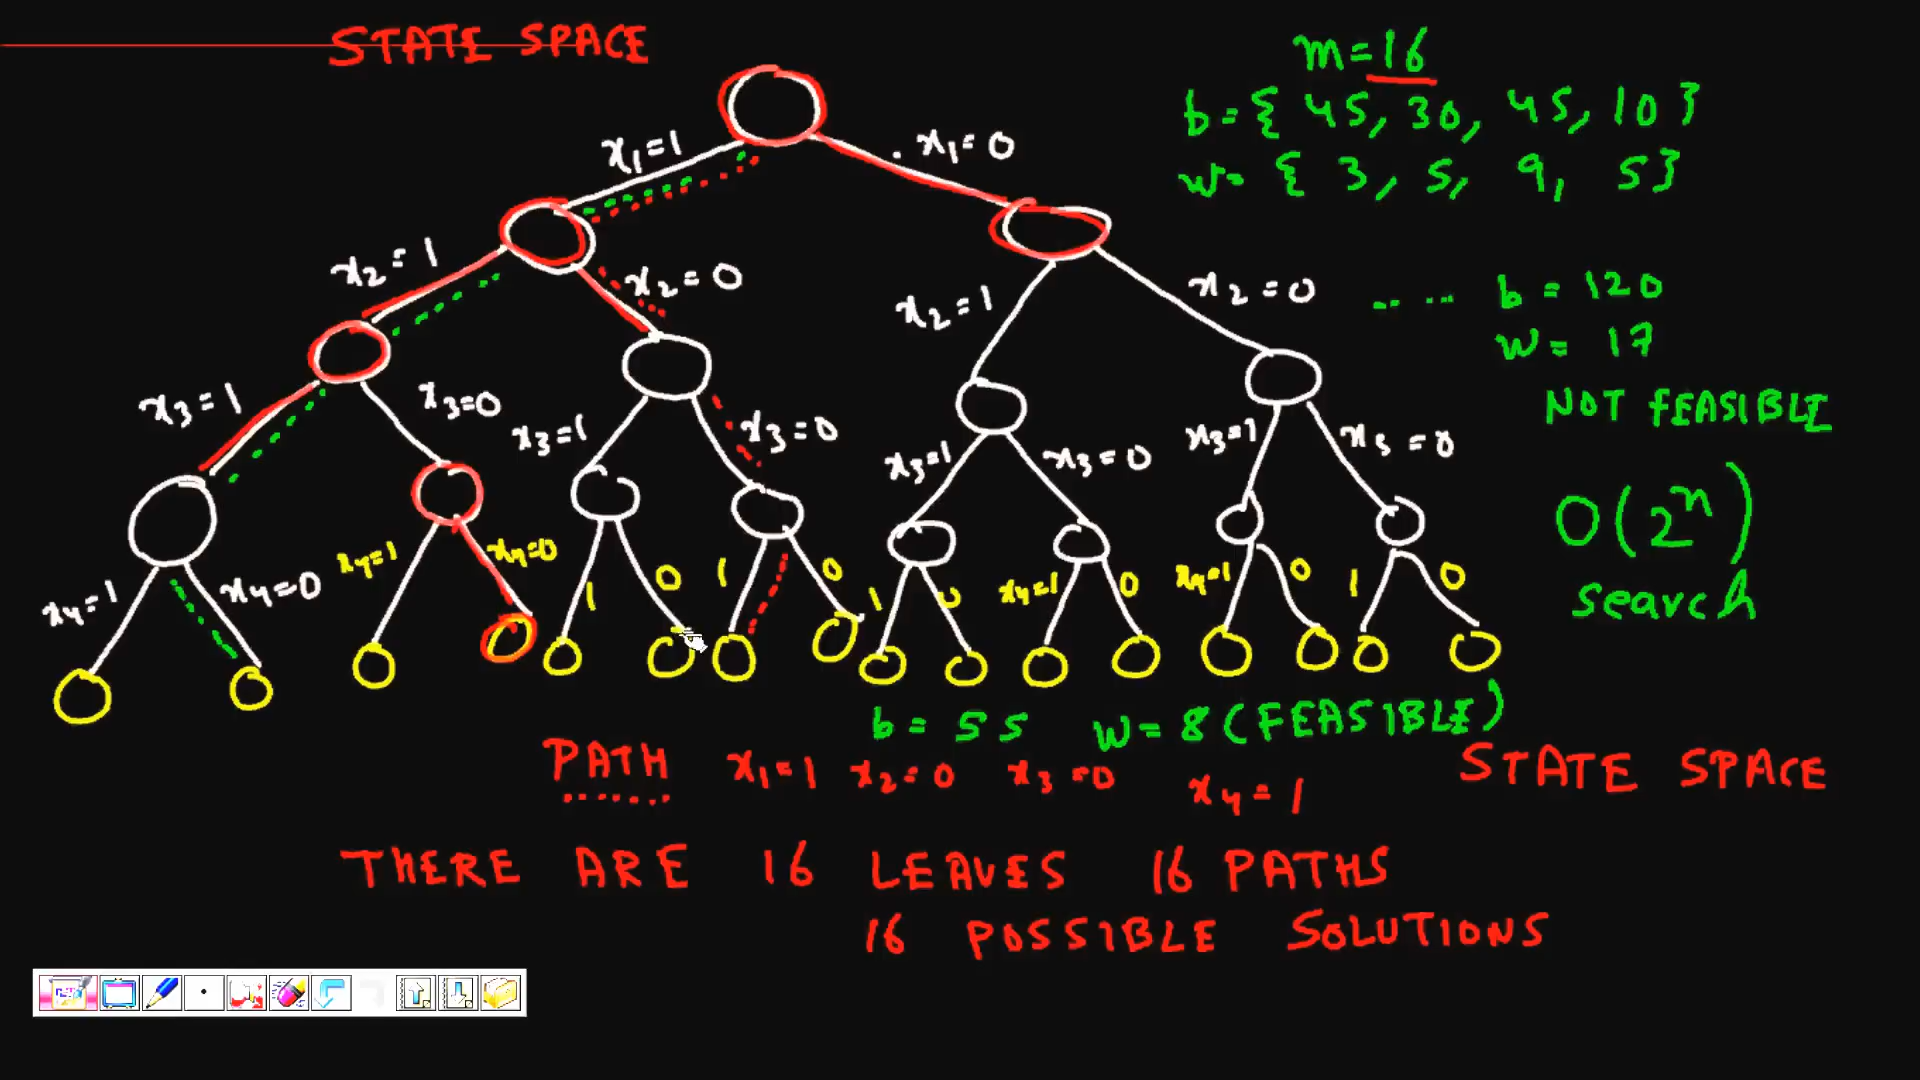 STATE SPACE
m=16
b={ 45, 30, 45, 10}
w= { 3, 5, 9, 5}
x1=1
x1=0
x2=1
x2=0
x2=1
x2=0
b = 120
w = 17
NOT FEASIBLE
x3=1
x3=0
x3=1
x3=0
x3=1
x3=0
x3=1
x3=0
O(2^n)
search
x4=1
x4=0
x4=1
x4=0
1
0
1
0
1
0
x4=1
0
x4=1
0
1
0
b = 55 w=8(FEASIBLE)
PATH x1=1 x2=0 x3=0 x4=1
STATE SPACE
THERE ARE 16 LEAVES 16 PATHS
16 POSSIBLE SOLUTIONS